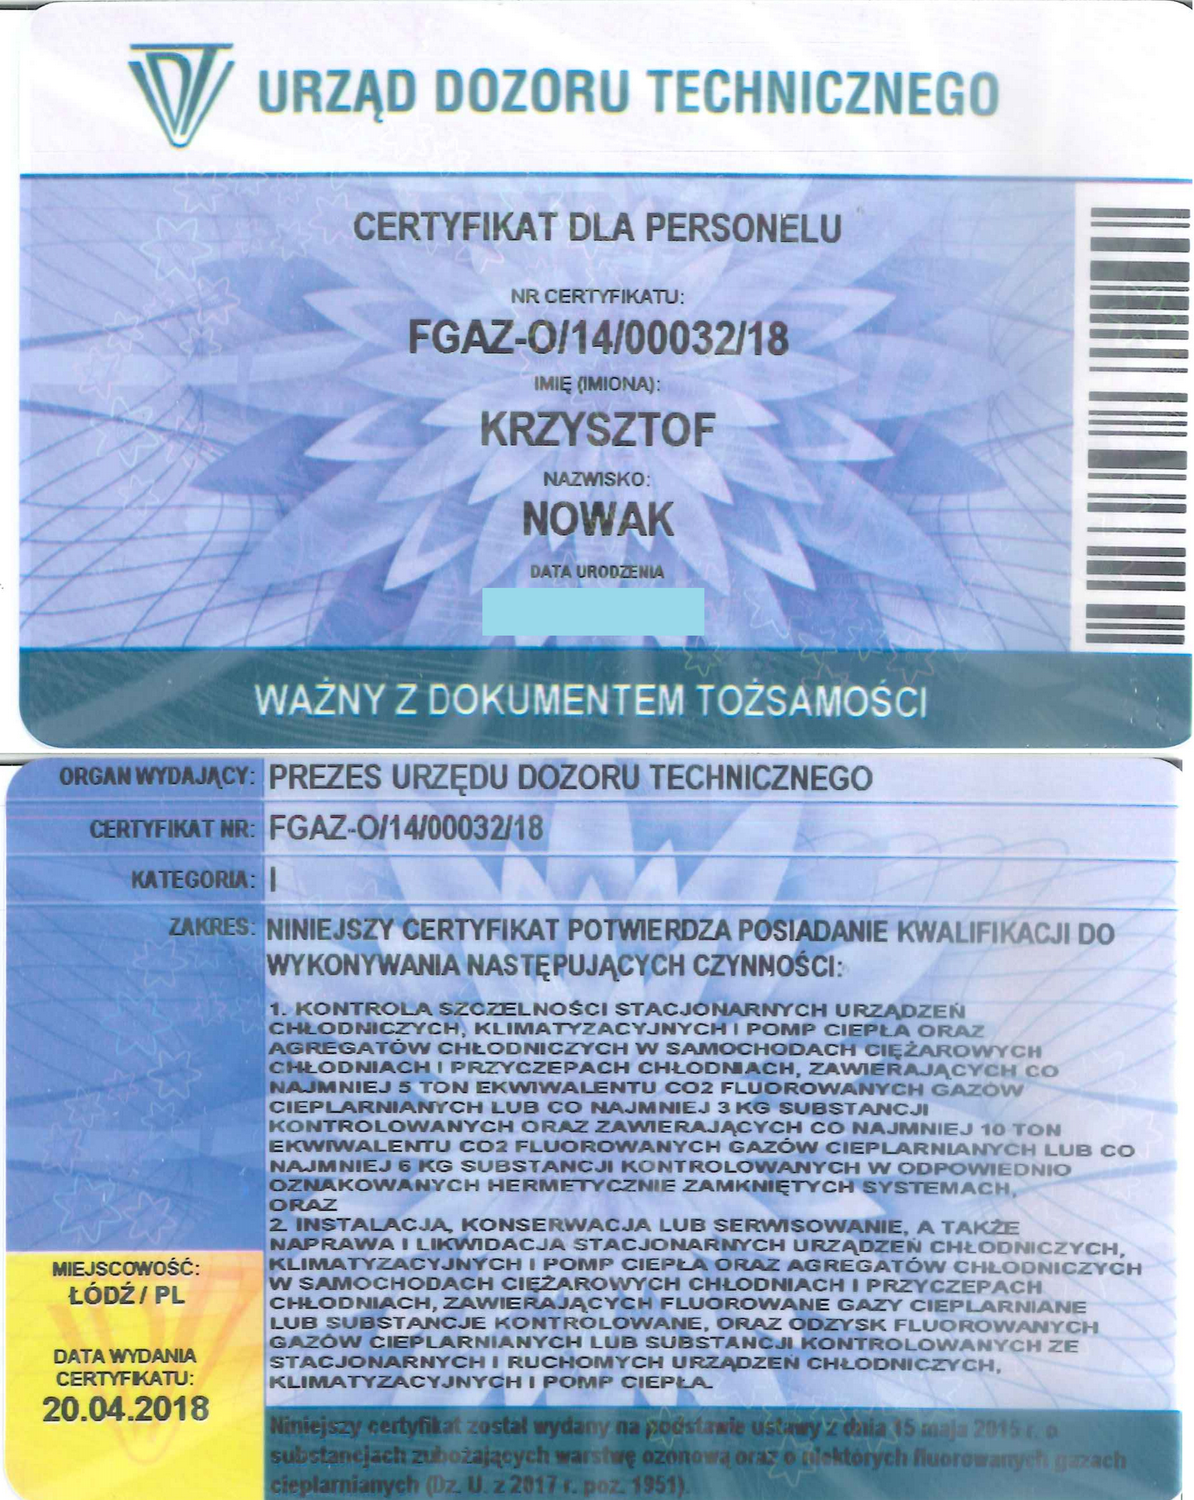 URZĄD DOZORU TECHNICZNEGO
CERTYFIKAT DLA PERSONELU
NR CERTYFIKATU:
FGAZ-O/14/00032/18
IMIĘ (IMIONA):
KRZYSZTOF
NAZWISKO:
NOWAK
DATA URODZENIA
WAŻNY Z DOKUMENTEM TOŻSAMOŚCI
ORGAN WYDAJĄCY: PREZES URZĘDU DOZORU TECHNICZNEGO
CERTYFIKAT NR: FGAZ-O/14/00032/18
KATEGORIA: I
ZAKRES: NINIEJSZY CERTYFIKAT POTWIERDZA POSIADANIE KWALIFIKACJI DO
WYKONYWANIA NASTĘPUJĄCYCH CZYNNOŚCI:
1. KONTROLA SZCZELNOŚCI STACJONARNYCH URZĄDZEŃ
CHŁODNICZYCH, KLIMATYZACYJNYCH I POMP CIEPŁA ORAZ
AGREGATÓW CHŁODNICZYCH W SAMOCHODACH CIĘŻAROWYCH
CHŁODNIACH I PRZYCZEPACH CHŁODNIACH, ZAWIERAJĄCYCH CO
NAJMNIEJ 5 TON EKWIWALENTU CO2 FLUOROWANYCH GAZÓW
CIEPLARNIANYCH LUB CO NAJMNIEJ 3 KG SUBSTANCJI
KONTROLOWANYCH ORAZ ZAWIERAJĄCYCH CO NAJMNIEJ 10 TON
EKWIWALENTU CO2 FLUOROWANYCH GAZÓW CIEPLARNIANYCH LUB CO
NAJMNIEJ 6 KG SUBSTANCJI KONTROLOWANYCH W ODPOWIEDNIO
OZNAKOWANYCH HERMETYCZNIE ZAMKNIĘTYCH SYSTEMACH,
ORAZ
2. INSTALACJA, KONSERWACJA LUB SERWISOWANIE, A TAKŻE
NAPRAWA I LIKWIDACJA STACJONARNYCH URZĄDZEŃ CHŁODNICZYCH,
KLIMATYZACYJNYCH I POMP CIEPŁA ORAZ AGREGATÓW CHŁODNICZYCH
W SAMOCHODACH CIĘŻAROWYCH CHŁODNIACH I PRZYCZEPACH
CHŁODNIACH, ZAWIERAJĄCYCH FLUOROWANE GAZY CIEPLARNIANE
LUB SUBSTANCJE KONTROLOWANE, ORAZ ODZYSK FLUOROWANYCH
GAZÓW CIEPLARNIANYCH LUB SUBSTANCJI KONTROLOWANYCH ZE
STACJONARNYCH I RUCHOMYCH URZĄDZEŃ CHŁODNICZYCH,
KLIMATYZACYJNYCH I POMP CIEPŁA.
MIEJSCOWOŚĆ:
ŁÓDŹ / PL
DATA WYDANIA
CERTYFIKATU:
20.04.2018
Niniejszy certyfikat został wydany na podstawie ustawy z dnia 15 maja 2015 r. o
substancjach zubożających warstwę ozonową oraz o niektórych fluorowanych gazach
cieplarnianych (Dz. U. z 2017 r. poz. 1951).